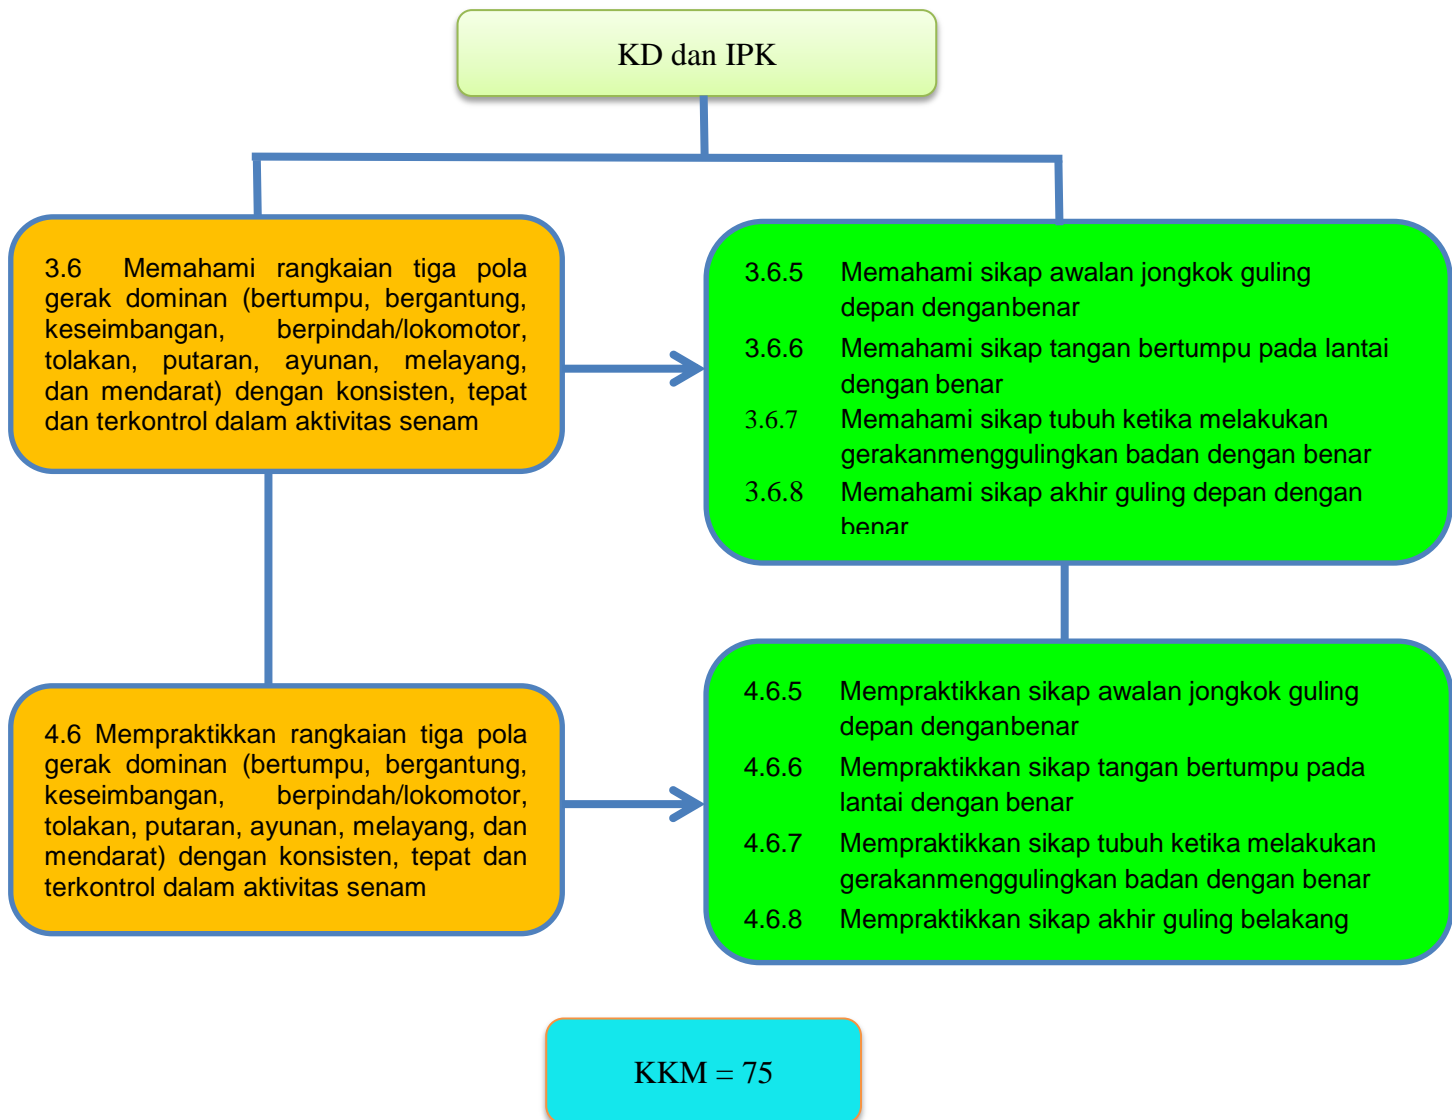 KD dan IPK
3.6 Memahami rangkaian tiga pola
gerak dominan (bertumpu, bergantung,
keseimbangan, berpindah/lokomotor,
tolakan, putaran, ayunan, melayang,
dan mendarat) dengan konsisten, tepat
dan terkontrol dalam aktivitas senam
3.6.5 Memahami sikap awalan jongkok guling
depan denganbenar
3.6.6 Memahami sikap tangan bertumpu pada lantai
dengan benar
3.6.7 Memahami sikap tubuh ketika melakukan
gerakanmenggulingkan badan dengan benar
3.6.8 Memahami sikap akhir guling depan dengan
benar
4.6 Mempraktikkan rangkaian tiga pola
gerak dominan (bertumpu, bergantung,
keseimbangan, berpindah/lokomotor,
tolakan, putaran, ayunan, melayang, dan
mendarat) dengan konsisten, tepat dan
terkontrol dalam aktivitas senam
4.6.5 Mempraktikkan sikap awalan jongkok guling
depan denganbenar
4.6.6 Mempraktikkan sikap tangan bertumpu pada
lantai dengan benar
4.6.7 Mempraktikkan sikap tubuh ketika melakukan
gerakanmenggulingkan badan dengan benar
4.6.8 Mempraktikkan sikap akhir guling belakang
KKM = 75